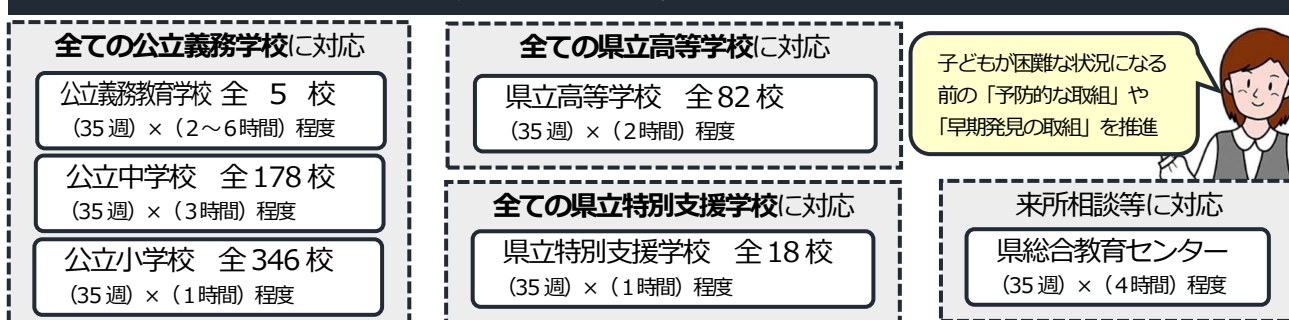 全ての公立義務学校に対応
公立義務教育学校 全 5 校
(35週) × (2~6時間) 程度
公立中学校 全178校
(35週) × (3時間) 程度
公立小学校 全346校
(35週) × (1時間) 程度
全ての県立高等学校に対応
県立高等学校 全82校
(35週) × (2時間) 程度
全ての県立特別支援学校に対応
県立特別支援学校 全18校
(35週) × (1時間) 程度
子どもが困難な状況になる
前の「予防的な取組」や
「早期発見の取組」を推進
来所相談等に対応
県総合教育センター
(35週) × (4時間) 程度